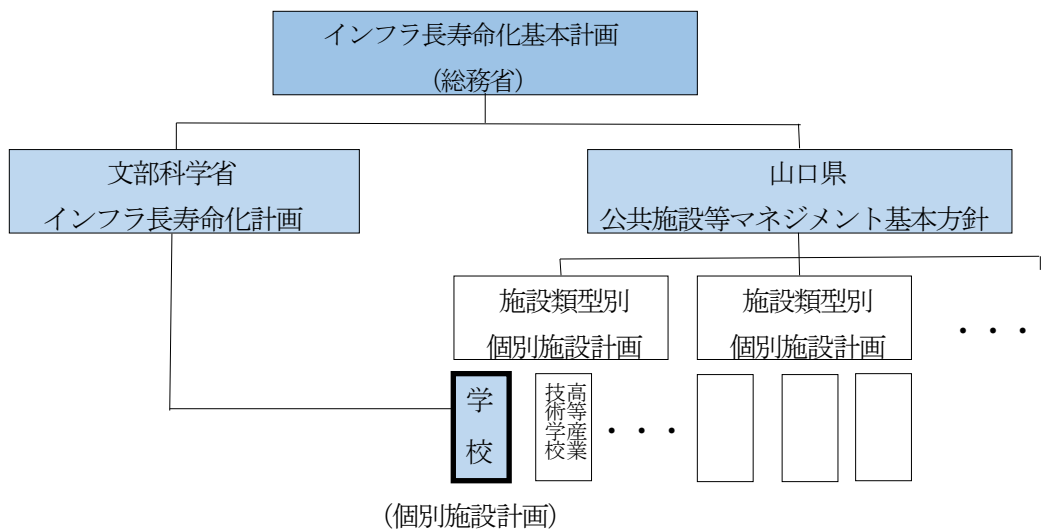 インフラ長寿命化基本計画
（総務省）
文部科学省
インフラ長寿命化計画
山口県
公共施設等マネジメント基本方針
施設類型別
個別施設計画
施設類型別
個別施設計画
・・・
学
校
高等産業
技術学校
・・・
（個別施設計画）